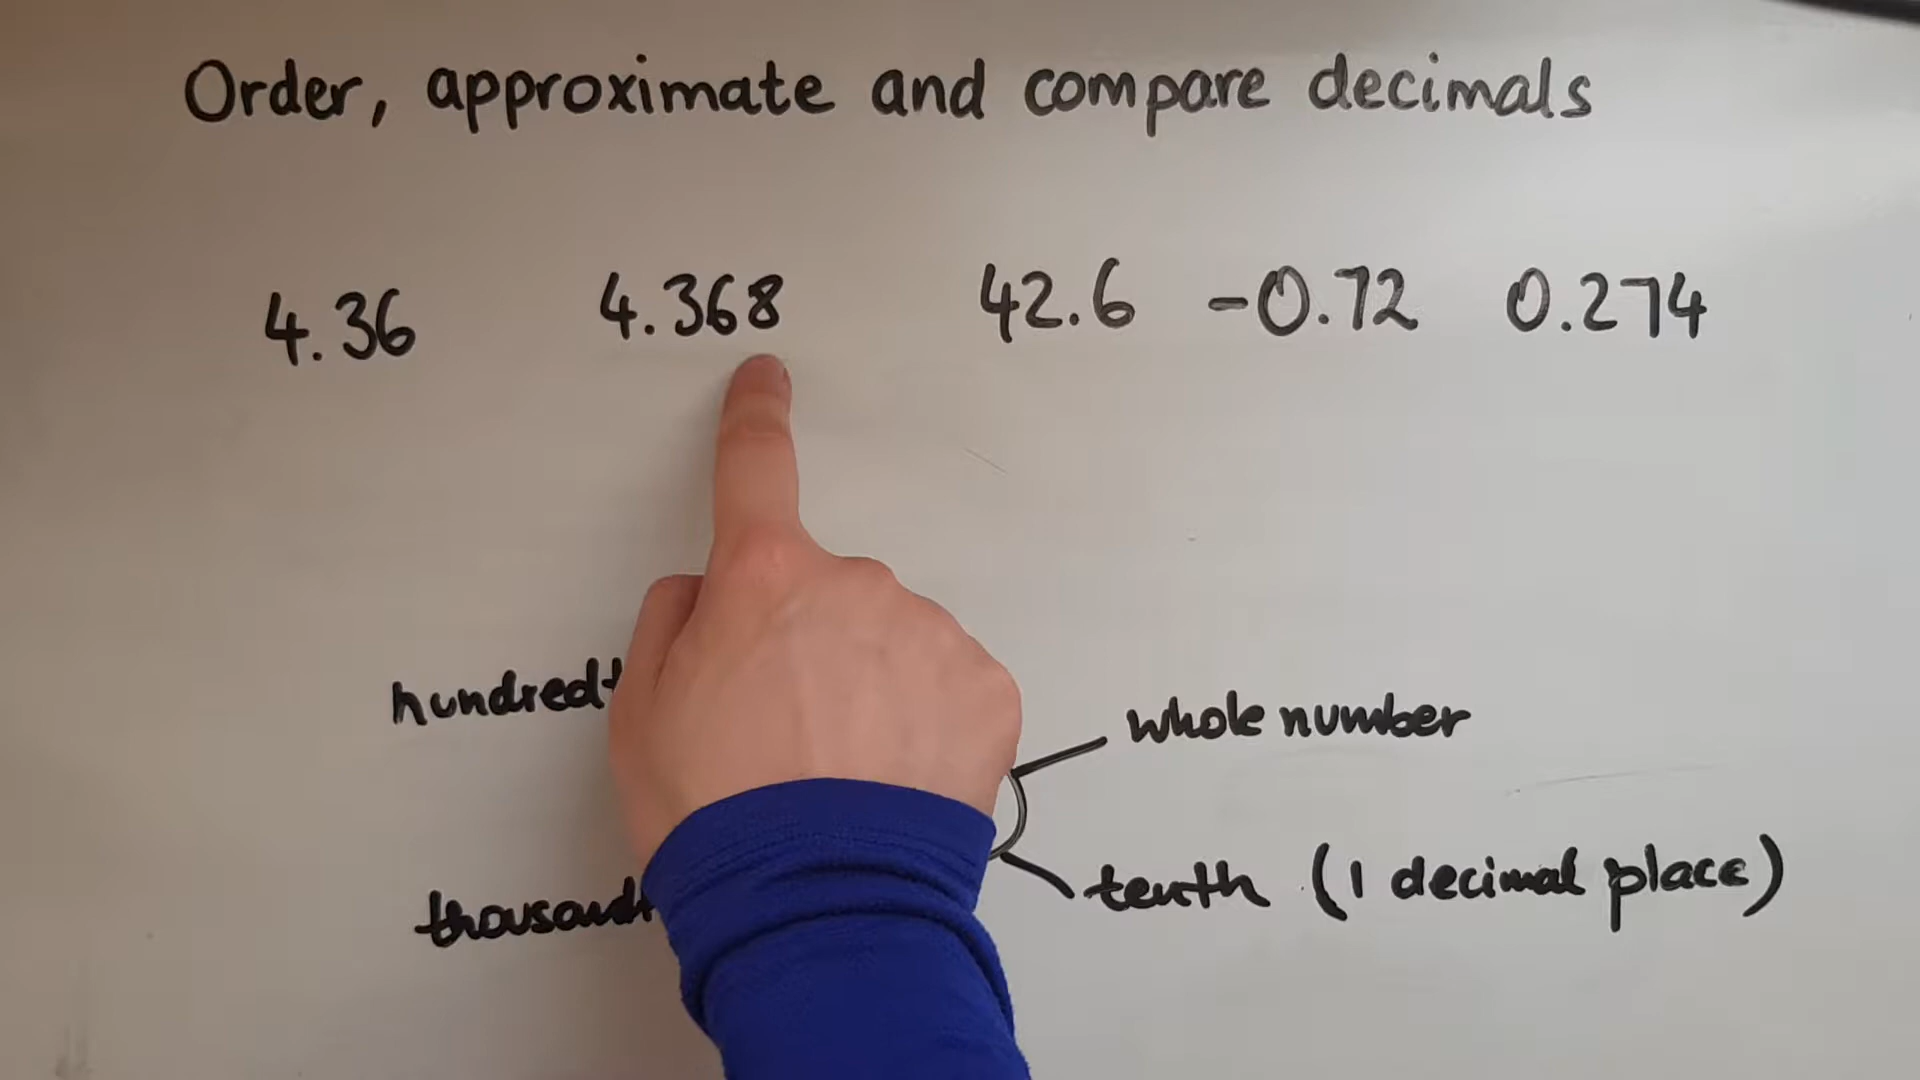 Order, approximate and compare decimals
4.36 4.368 42.6 -0.72 0.274
whole number
tenth (1 decimal place)